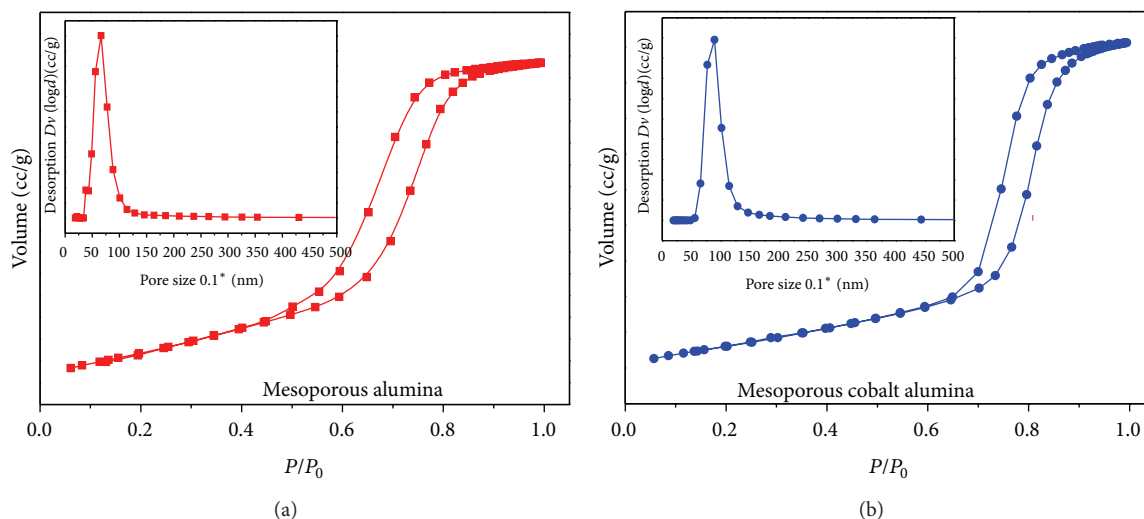 Desorption Dv (logd)(cc/g)
0 50 100 150 200 250 300 350 400 450 500
Pore size 0.1* (nm)
Volume (cc/g)
Mesoporous alumina
0.0 0.2 0.4 0.6 0.8 1.0
P/P0
(a)
Desorption Dv (logd)(cc/g)
0 50 100 150 200 250 300 350 400 450 500
Pore size 0.1* (nm)
Volume (cc/g)
Mesoporous cobalt alumina
0.0 0.2 0.4 0.6 0.8 1.0
P/P0
(b)